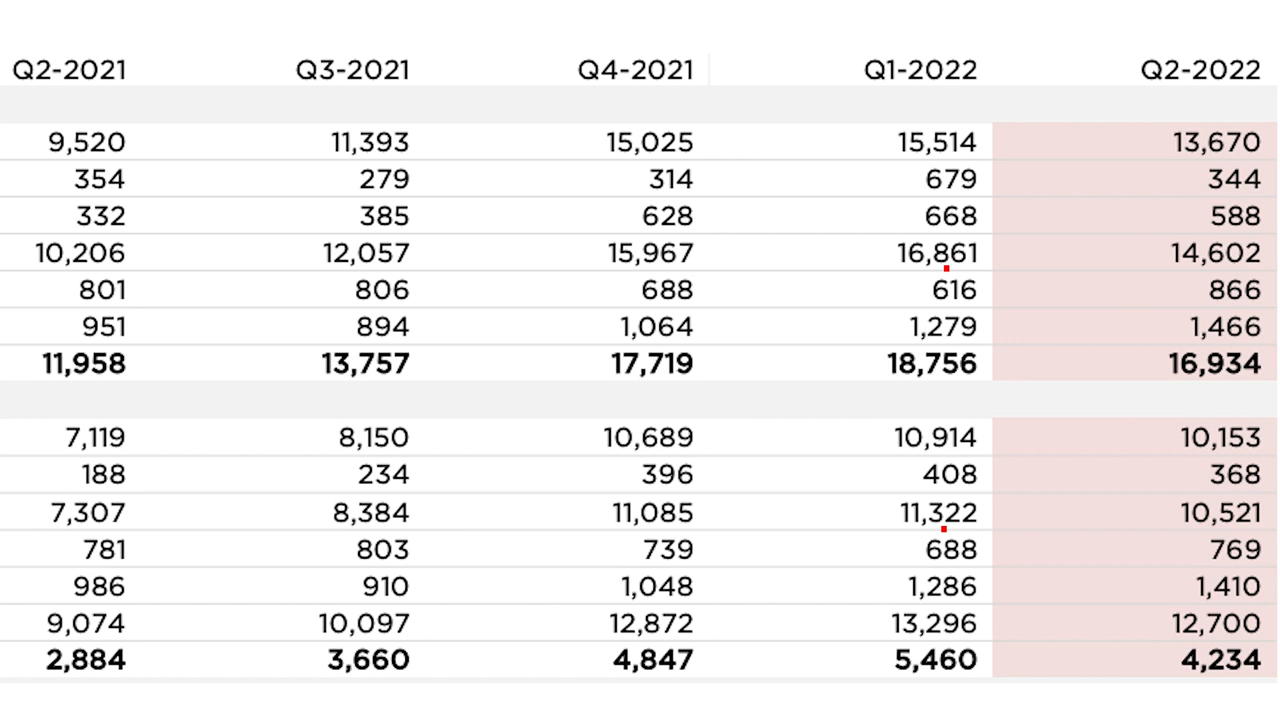 Q2-2021 Q3-2021 Q4-2021 Q1-2022 Q2-2022
9,520 11,393 15,025 15,514 13,670
354 279 314 679 344
332 385 628 668 588
10,206 12,057 15,967 16,861 14,602
801 806 688 616 866
951 894 1,064 1,279 1,466
11,958 13,757 17,719 18,756 16,934
7,119 8,150 10,689 10,914 10,153
188 234 396 408 368
7,307 8,384 11,085 11,322 10,521
781 803 739 688 769
986 910 1,048 1,286 1,410
9,074 10,097 12,872 13,296 12,700
2,884 3,660 4,847 5,460 4,234